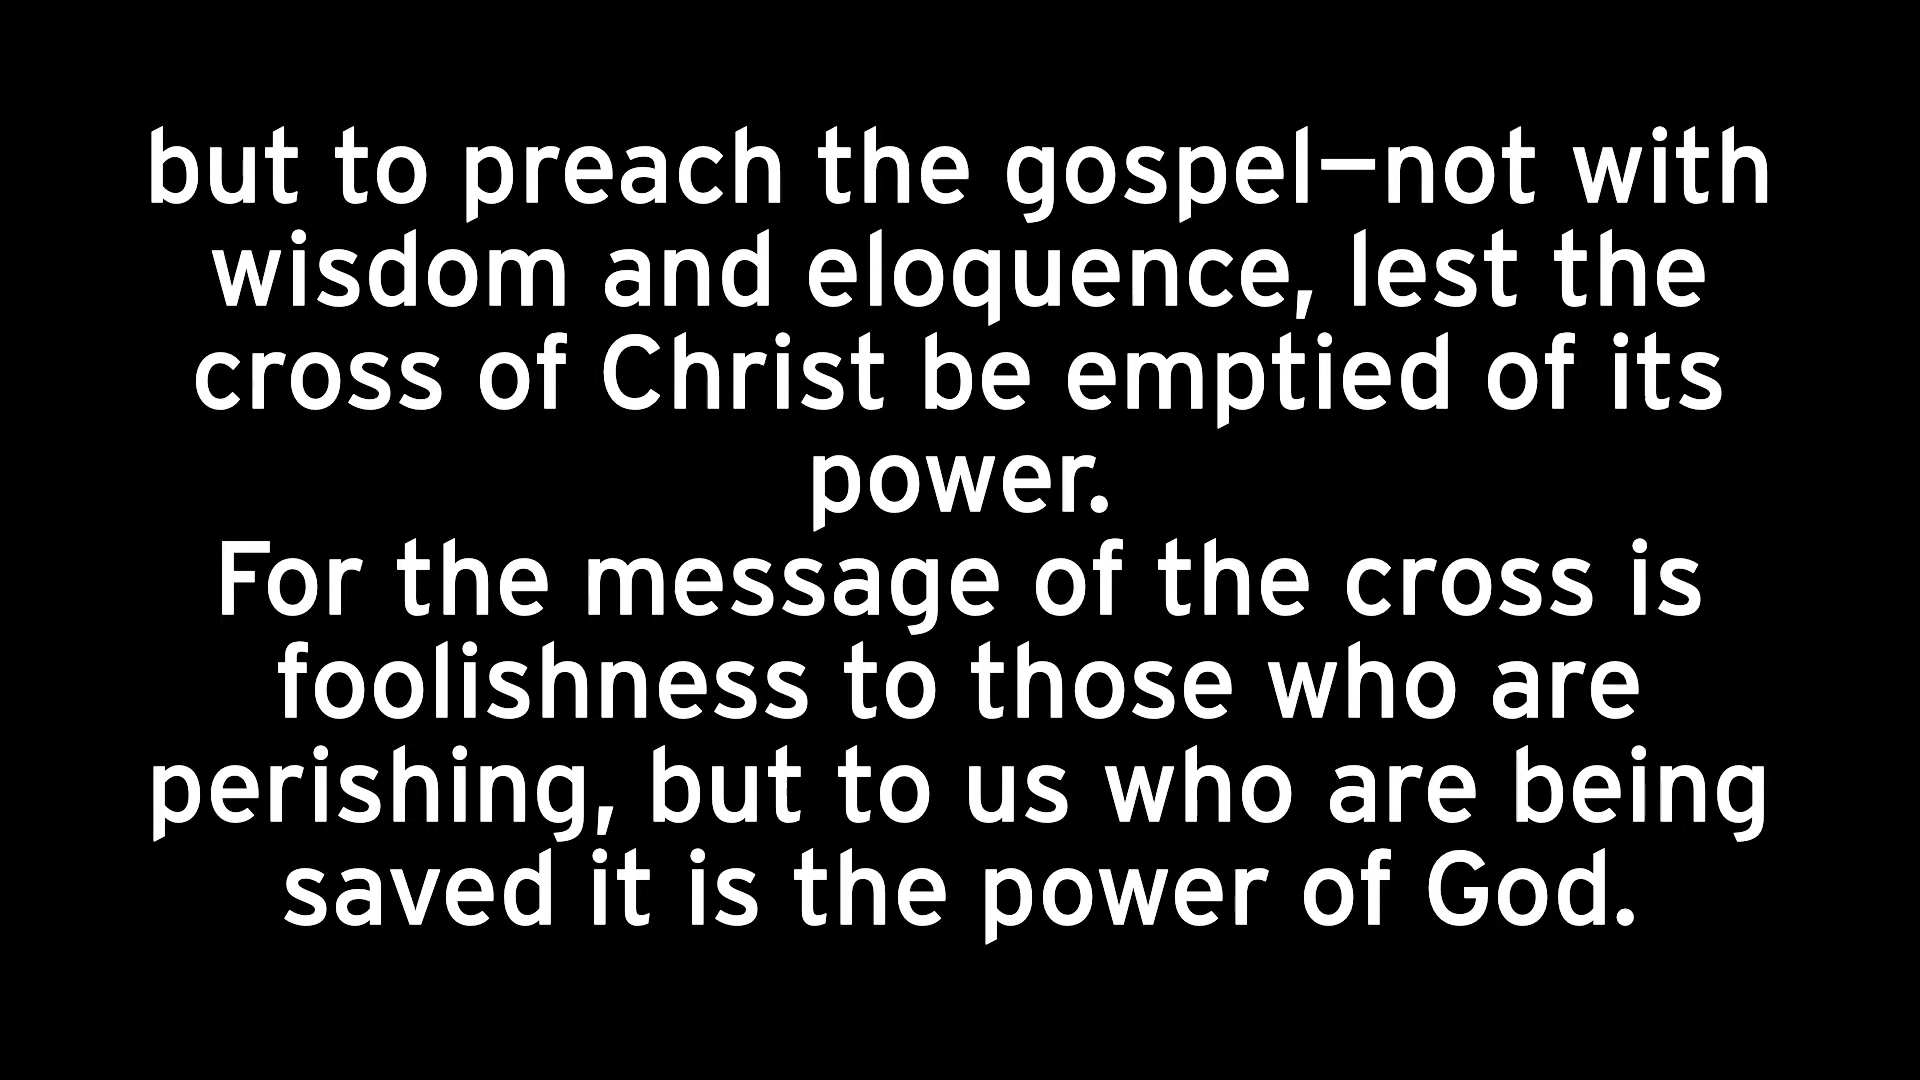 but to preach the gospel—not with
wisdom and eloquence, lest the
cross of Christ be emptied of its
power.
For the message of the cross is
foolishness to those who are
perishing, but to us who are being
saved it is the power of God.